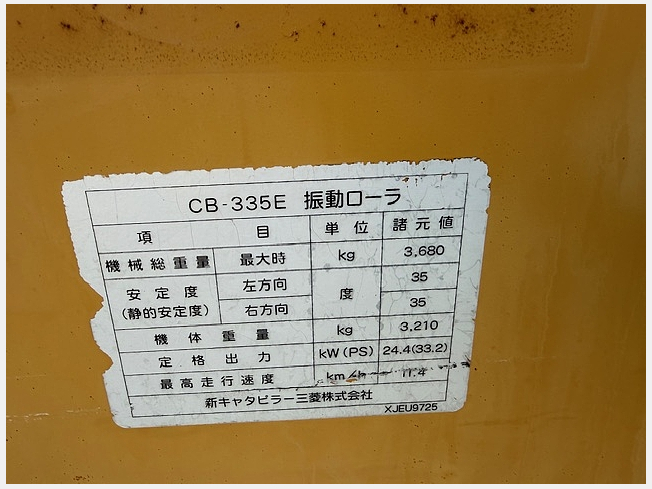 CB-335E 振動ローラ
項 目 単位 諸元値
機械総重量 最大時 kg 3,680
安定度 (静的安定度) 左方向 度 35
右方向 35
機体重量 kg 3,210
定格出力 kW(PS) 24.4(33.2)
最高走行速度 km/h 11.4
新キャタピラー三菱株式会社
XJEU9725